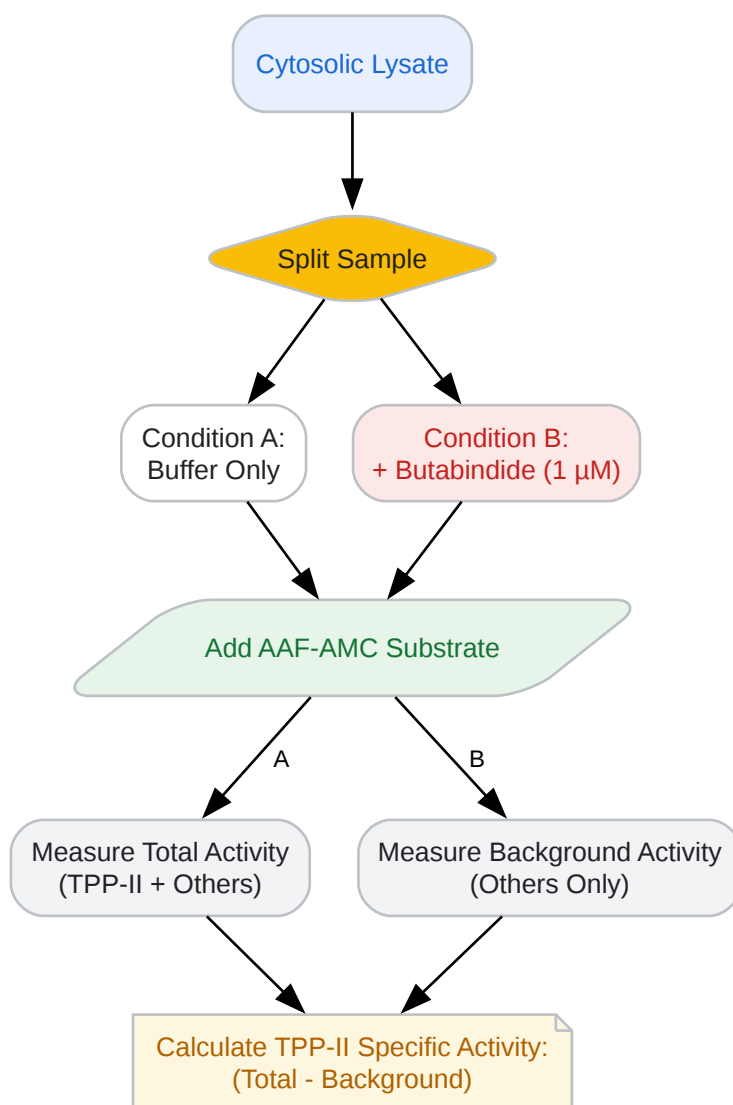 Cytosolic Lysate
Split Sample
Condition A:
Buffer Only
Condition B:
+ Butabindide (1 µM)
Add AAF-AMC Substrate
A
B
Measure Total Activity
(TPP-II + Others)
Measure Background Activity
(Others Only)
Calculate TPP-II Specific Activity:
(Total - Background)